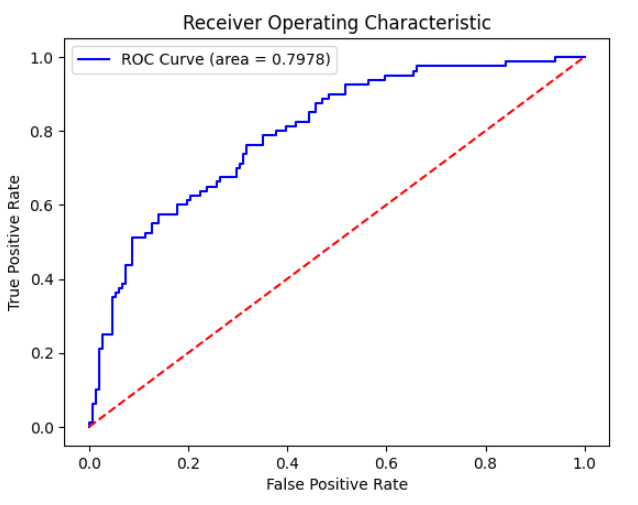 Receiver Operating Characteristic
ROC Curve (area = 0.7978)
True Positive Rate
1.0
0.8
0.6
0.4
0.2
0.0
0.0 0.2 0.4 0.6 0.8 1.0
False Positive Rate